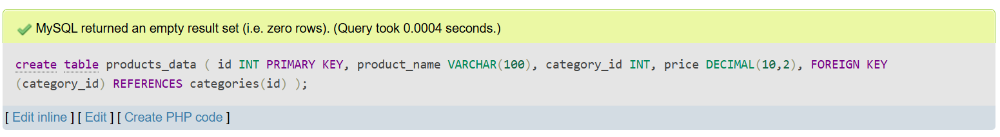 MySQL returned an empty result set (i.e. zero rows). (Query took 0.0004 seconds.)
create table products_data ( id INT PRIMARY KEY, product_name VARCHAR(100), category_id INT, price DECIMAL(10,2), FOREIGN KEY
(category_id) REFERENCES categories(id) );
[ Edit inline ] [ Edit ] [ Create PHP code ]